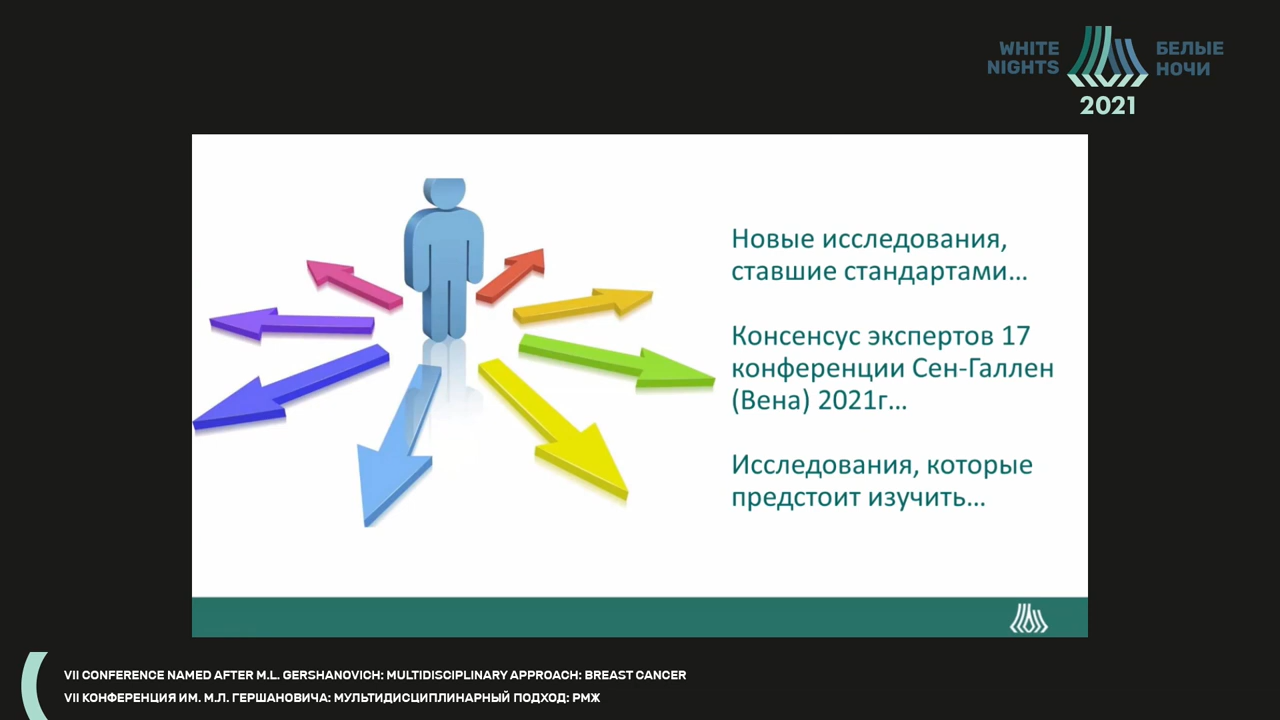 WHITE
NIGHTS
БЕЛЫЕ
НОЧИ
2021
Новые исследования,
ставшие стандартами...
Консенсус экспертов 17
конференции Сен-Галлен
(Вена) 2021г...
Исследования, которые
предстоит изучить...
VII CONFERENCE NAMED AFTER M.L. GERSHANOVICH: MULTIDISCIPLINARY APPROACH: BREAST CANCER
VII КОНФЕРЕНЦИЯ ИМ. М.Л. ГЕРШАНОВИЧА: МУЛЬТИДИСЦИПЛИНАРНЫЙ ПОДХОД: РМЖ